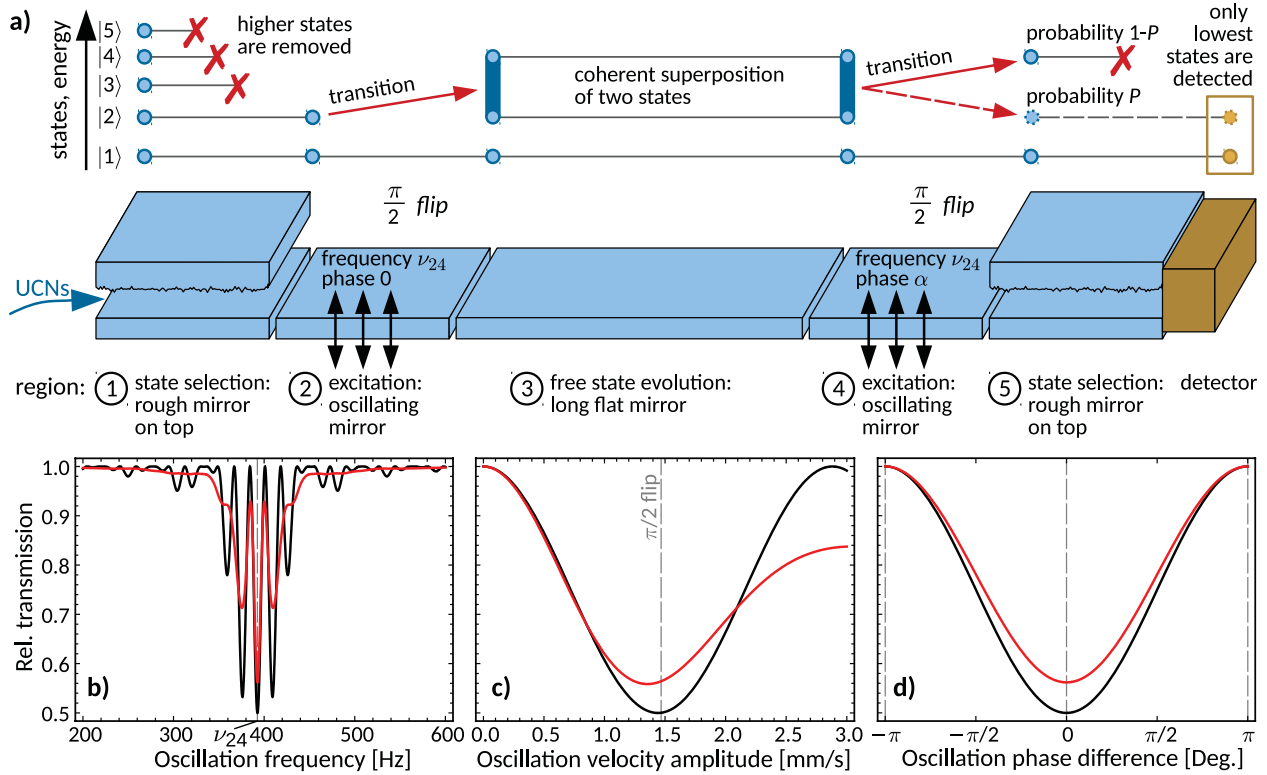 a)
states, energy
|5⟩
|4⟩
|3⟩
|2⟩
|1⟩
higher states
are removed
transition
coherent superposition
of two states
transition
probability 1-P
probability P
only
lowest
states are
detected
π/2 flip
π/2 flip
UCNs
frequency ν24
phase 0
frequency ν24
phase α
region:
1 state selection:
rough mirror
on top
2 excitation:
oscillating
mirror
3 free state evolution:
long flat mirror
4 excitation:
oscillating
mirror
5 state selection:
rough mirror
on top
detector
Rel. transmission
1.0
0.9
0.8
0.7
0.6
0.5
b)
200 300 400 500 600
ν24
Oscillation frequency [Hz]
π/2 flip
c)
0.0 0.5 1.0 1.5 2.0 2.5 3.0
Oscillation velocity amplitude [mm/s]
d)
−π −π/2 0 π/2 π
Oscillation phase difference [Deg.]